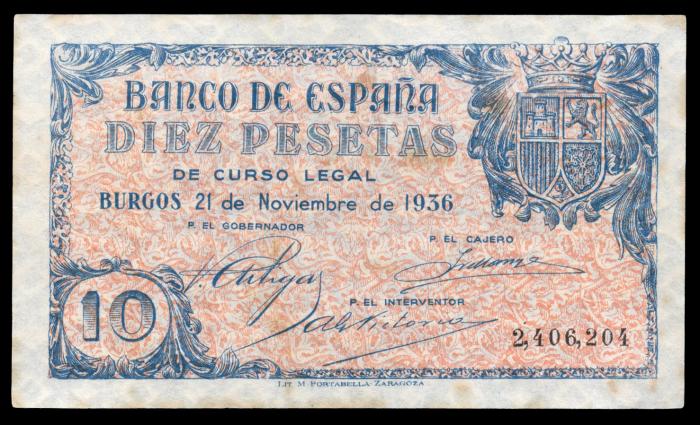 BANCO DE ESPAÑA
DIEZ PESETAS
DE CURSO LEGAL
BURGOS 21 de Noviembre de 1936
P. EL GOBERNADOR
P. EL CAJERO
P. EL INTERVENTOR
10
2,406,204
LIT M PORTABELLA-ZARAGOZA